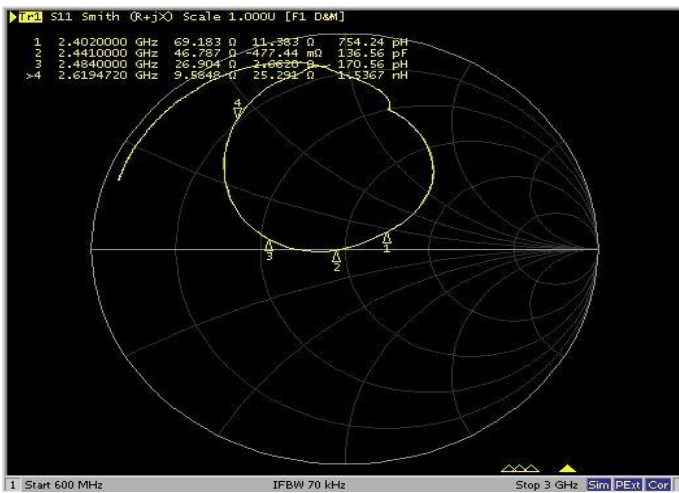 Tr1 S11 Smith (R+jX) Scale 1.000U [F1 D&M]
1 2.4020000 GHz 69.183 Ω 11.383 Ω 754.24 pH
2 2.4410000 GHz 46.787 Ω -477.44 mΩ 136.56 pF
3 2.4840000 GHz 26.904 Ω 2.6620 Ω 170.56 pH
>4 2.6194720 GHz 9.5848 Ω 25.291 Ω 1.5367 nH
4
1
3
2
1 Start 600 MHz IFBW 70 kHz Stop 3 GHz Sim PExt Cor